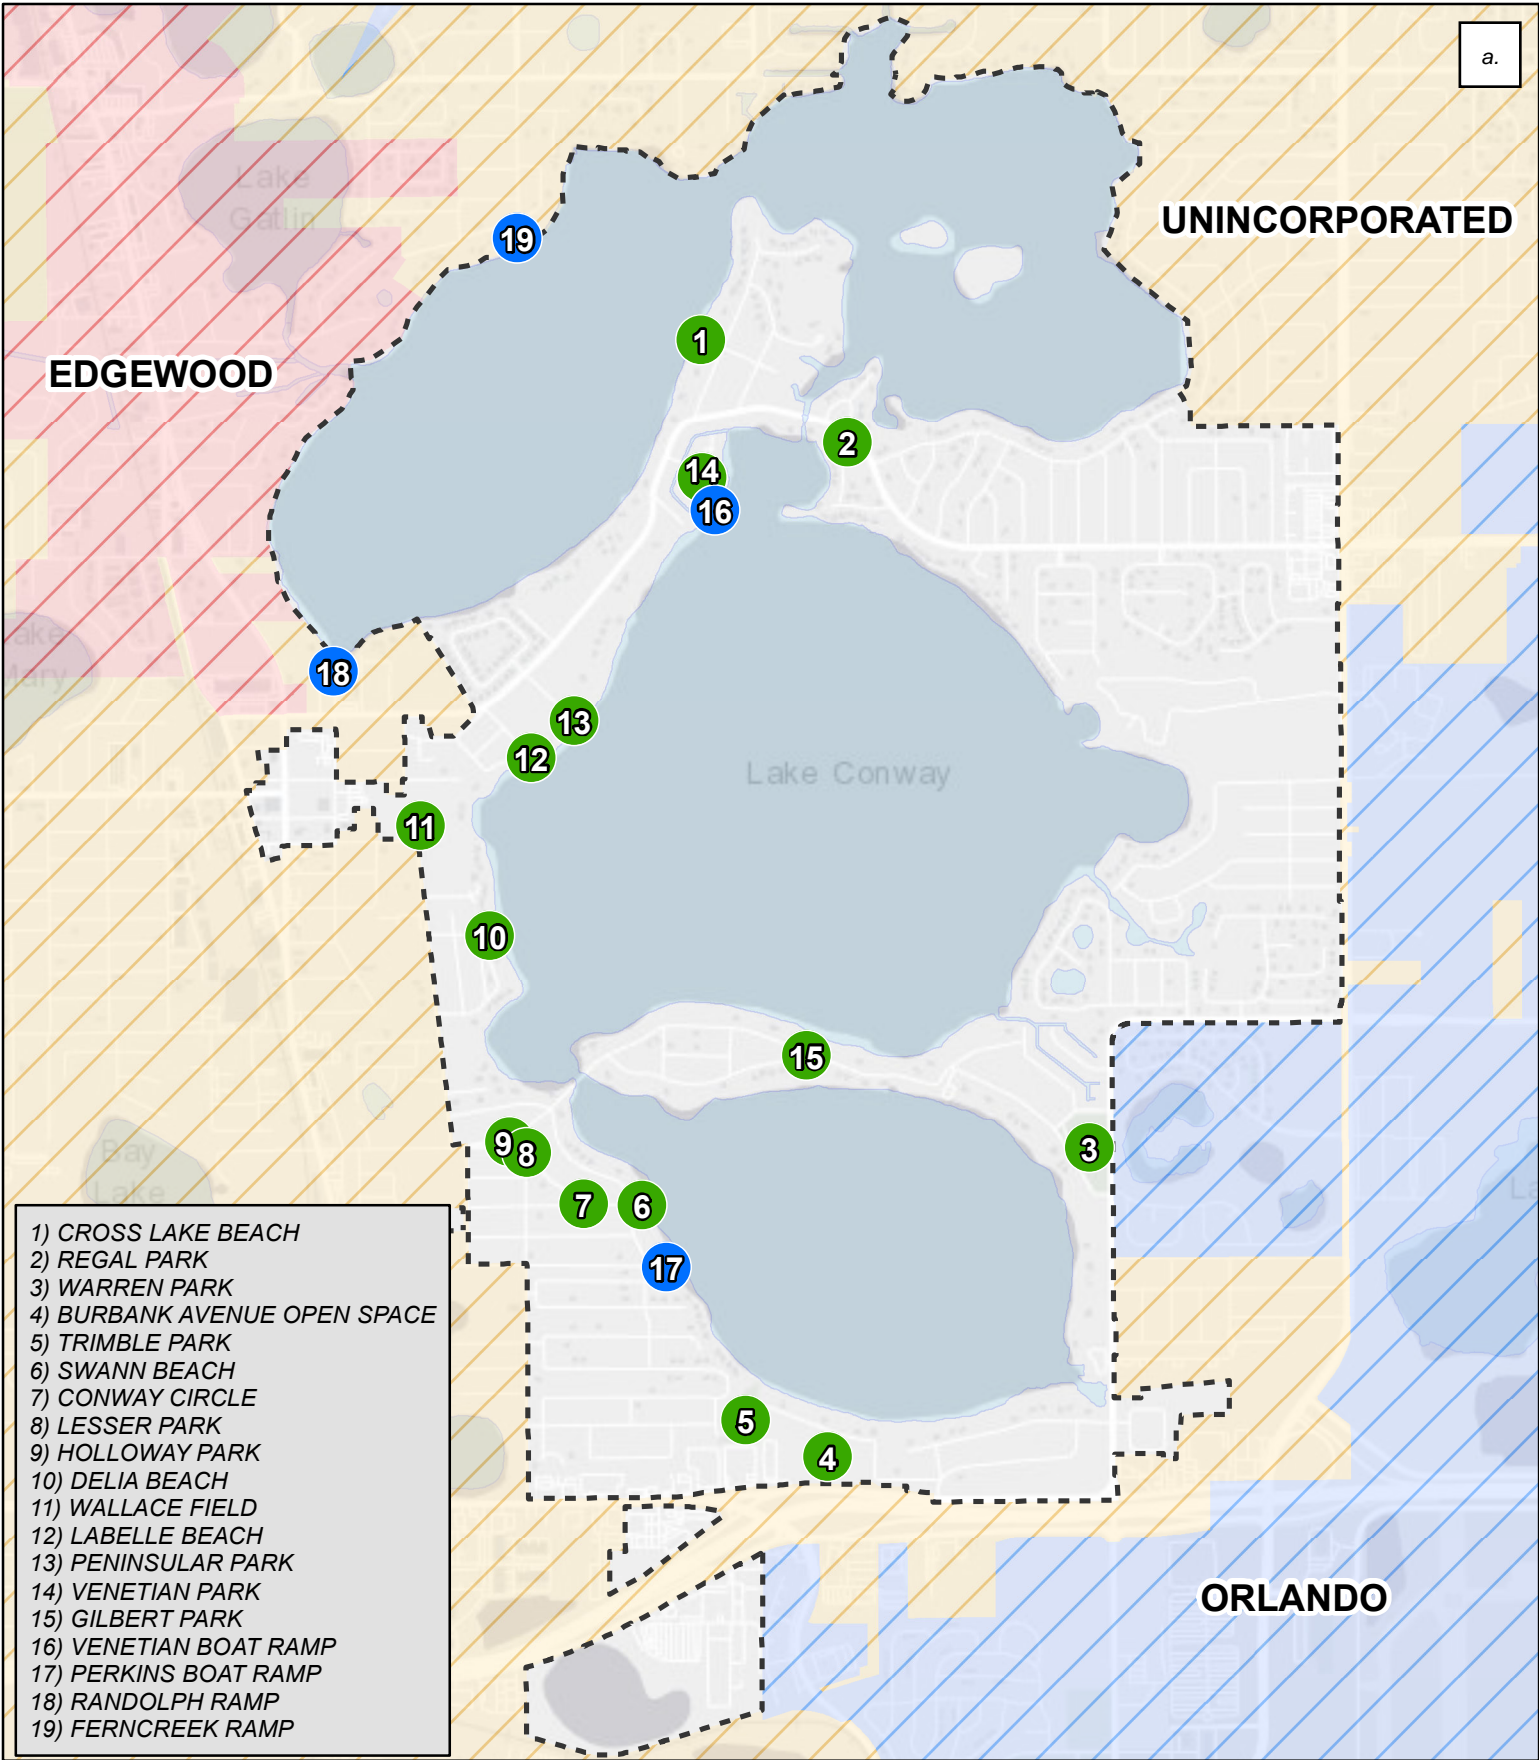 a.
Lake
Gatlin
19
UNINCORPORATED
1
EDGEWOOD
2
14
16
Lake
Mary
18
13
12
Lake Conway
11
10
15
9
8
3
Bay
Lake
La
7
6
17
5
4
ORLANDO
1) CROSS LAKE BEACH
2) REGAL PARK
3) WARREN PARK
4) BURBANK AVENUE OPEN SPACE
5) TRIMBLE PARK
6) SWANN BEACH
7) CONWAY CIRCLE
8) LESSER PARK
9) HOLLOWAY PARK
10) DELIA BEACH
11) WALLACE FIELD
12) LABELLE BEACH
13) PENINSULAR PARK
14) VENETIAN PARK
15) GILBERT PARK
16) VENETIAN BOAT RAMP
17) PERKINS BOAT RAMP
18) RANDOLPH RAMP
19) FERNCREEK RAMP